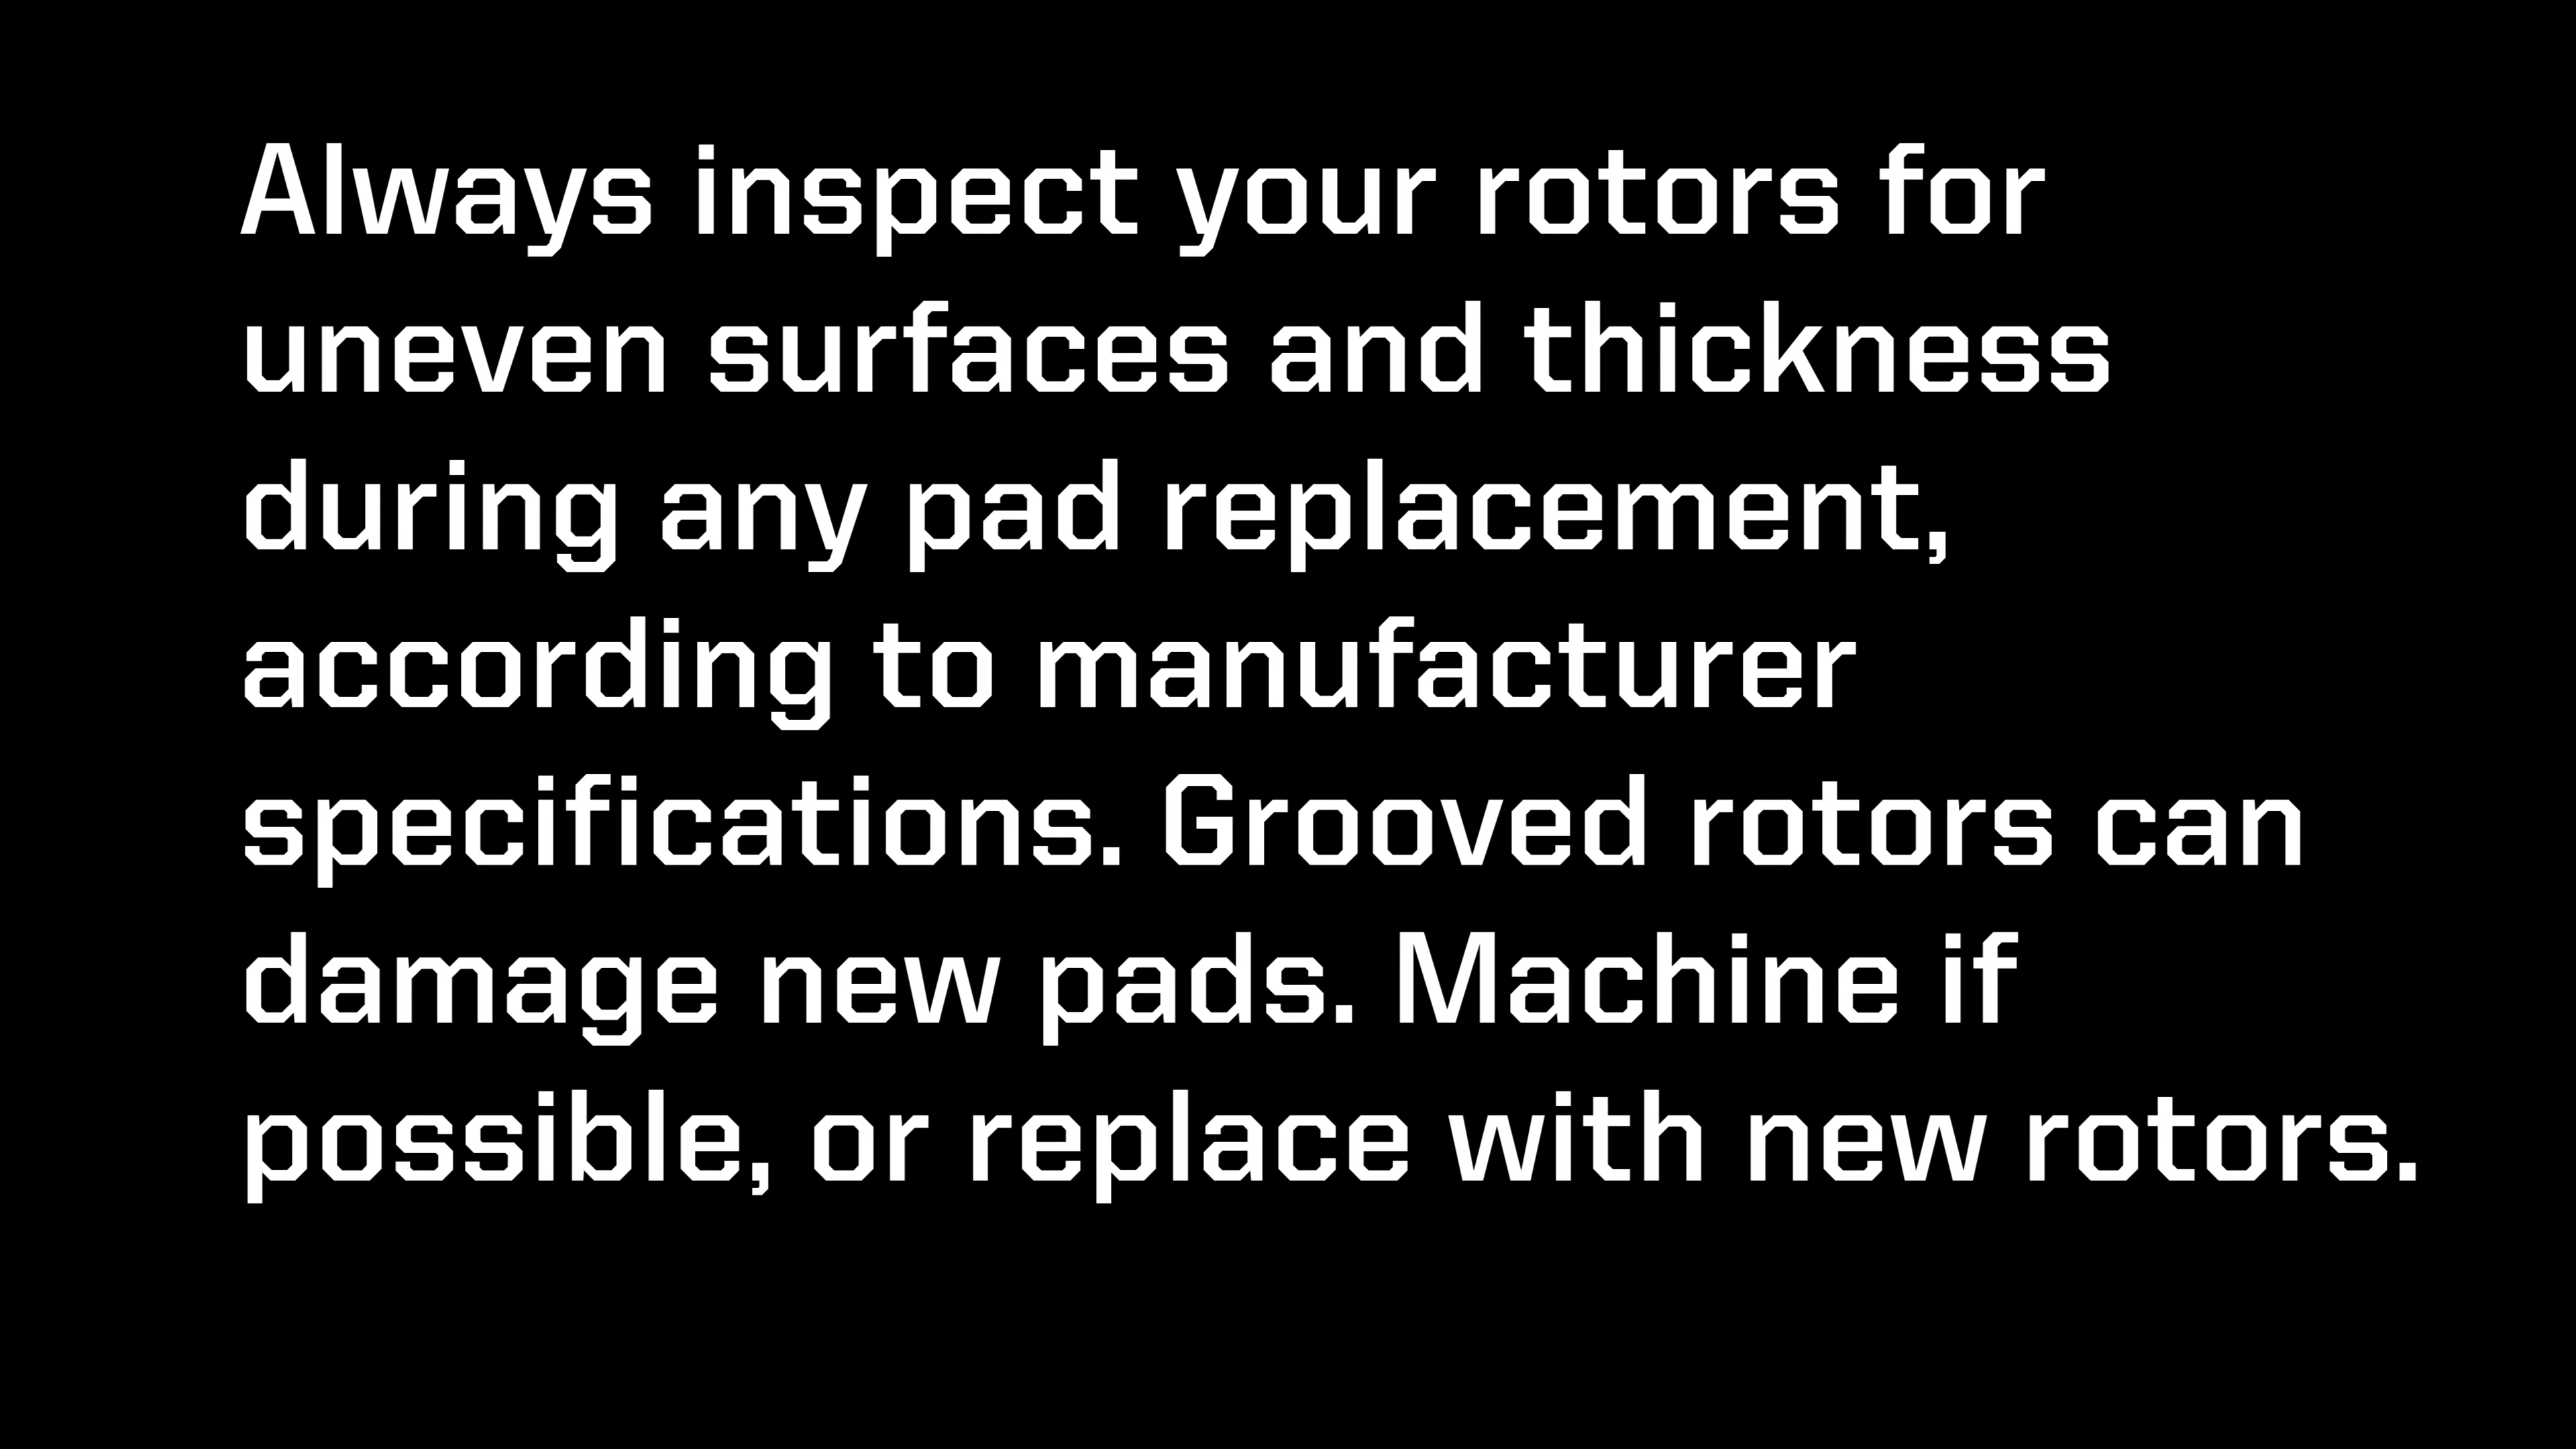 Always inspect your rotors for
uneven surfaces and thickness
during any pad replacement,
according to manufacturer
specifications. Grooved rotors can
damage new pads. Machine if
possible, or replace with new rotors.